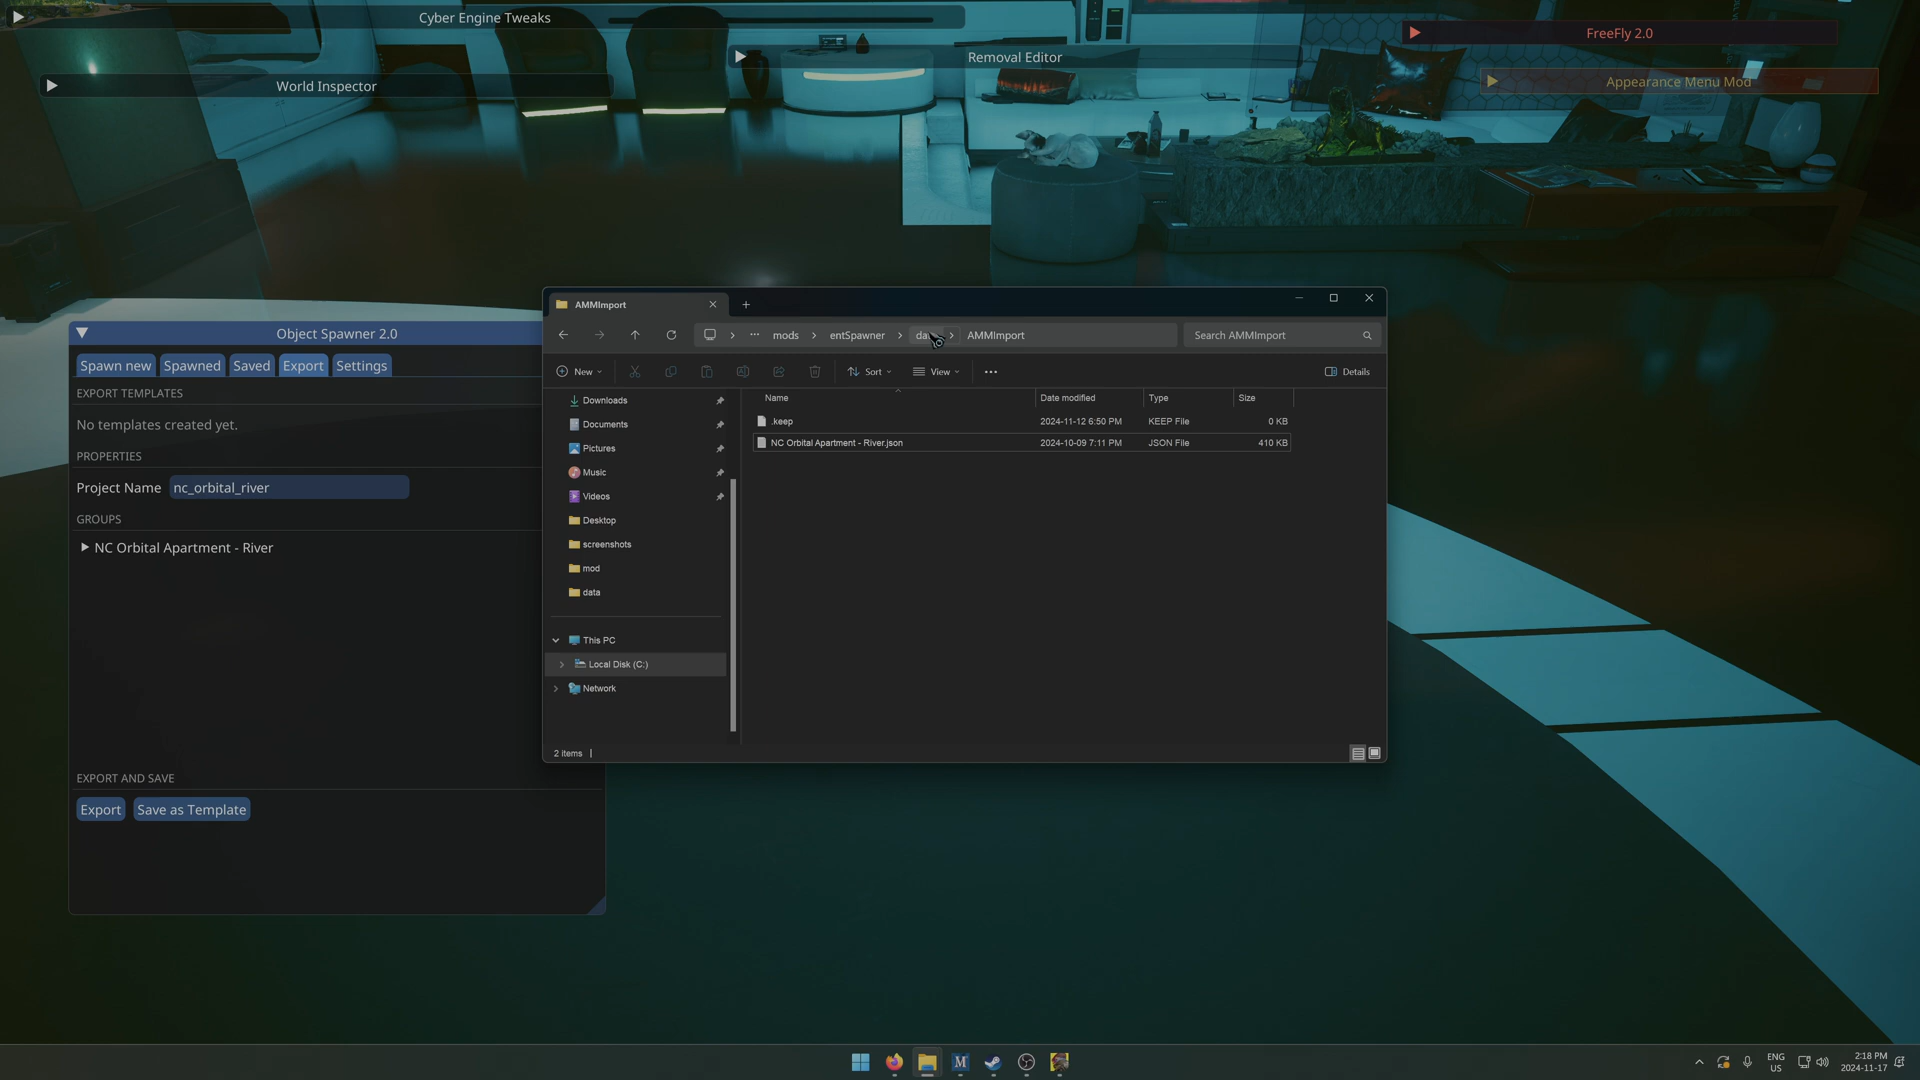 Cyber Engine Tweaks
FreeFly 2.0
Removal Editor
World Inspector
Appearance Menu Mod
Object Spawner 2.0
Spawn new Spawned Saved Export Settings
EXPORT TEMPLATES
No templates created yet.
PROPERTIES
Project Name nc_orbital_river
GROUPS
NC Orbital Apartment - River
EXPORT AND SAVE
Export Save as Template
AMMImport
mods entSpawner AMMImport
Search AMMImport
New Sort View Details
Downloads
Documents
Pictures
Music
Videos
Desktop
screenshots
mod
data
This PC
Local Disk (C:)
Network
Name Date modified Type Size
.keep 2024-11-12 6:50 PM KEEP File 0 KB
NC Orbital Apartment - River.json 2024-10-09 7:11 PM JSON File 410 KB
2 items
ENG
US
2:18 PM
2024-11-17